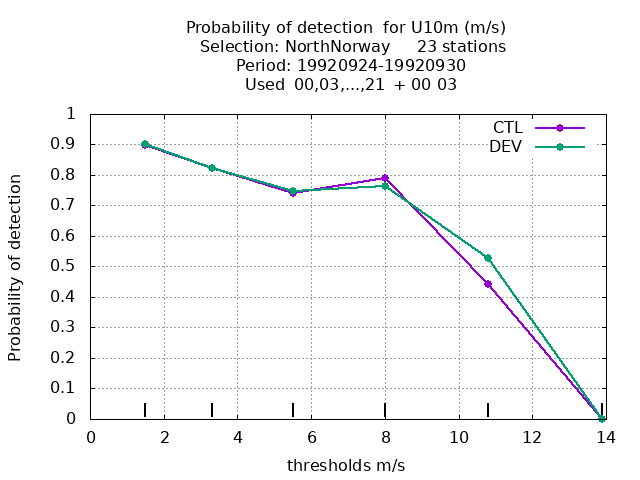 Probability of detection for U10m (m/s)
Selection: NorthNorway 23 stations
Period: 19920924-19920930
Used 00,03,...,21 + 00 03
CTL
DEV
Probability of detection
1
0.9
0.8
0.7
0.6
0.5
0.4
0.3
0.2
0.1
0
0 2 4 6 8 10 12 14
thresholds m/s